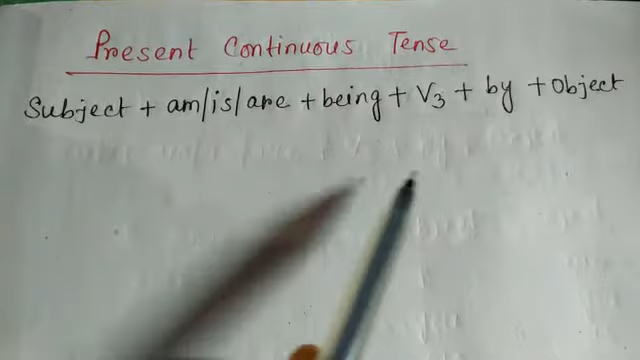 Present Continuous Tense
Subject + am/is/are + being + V3 + by + Object